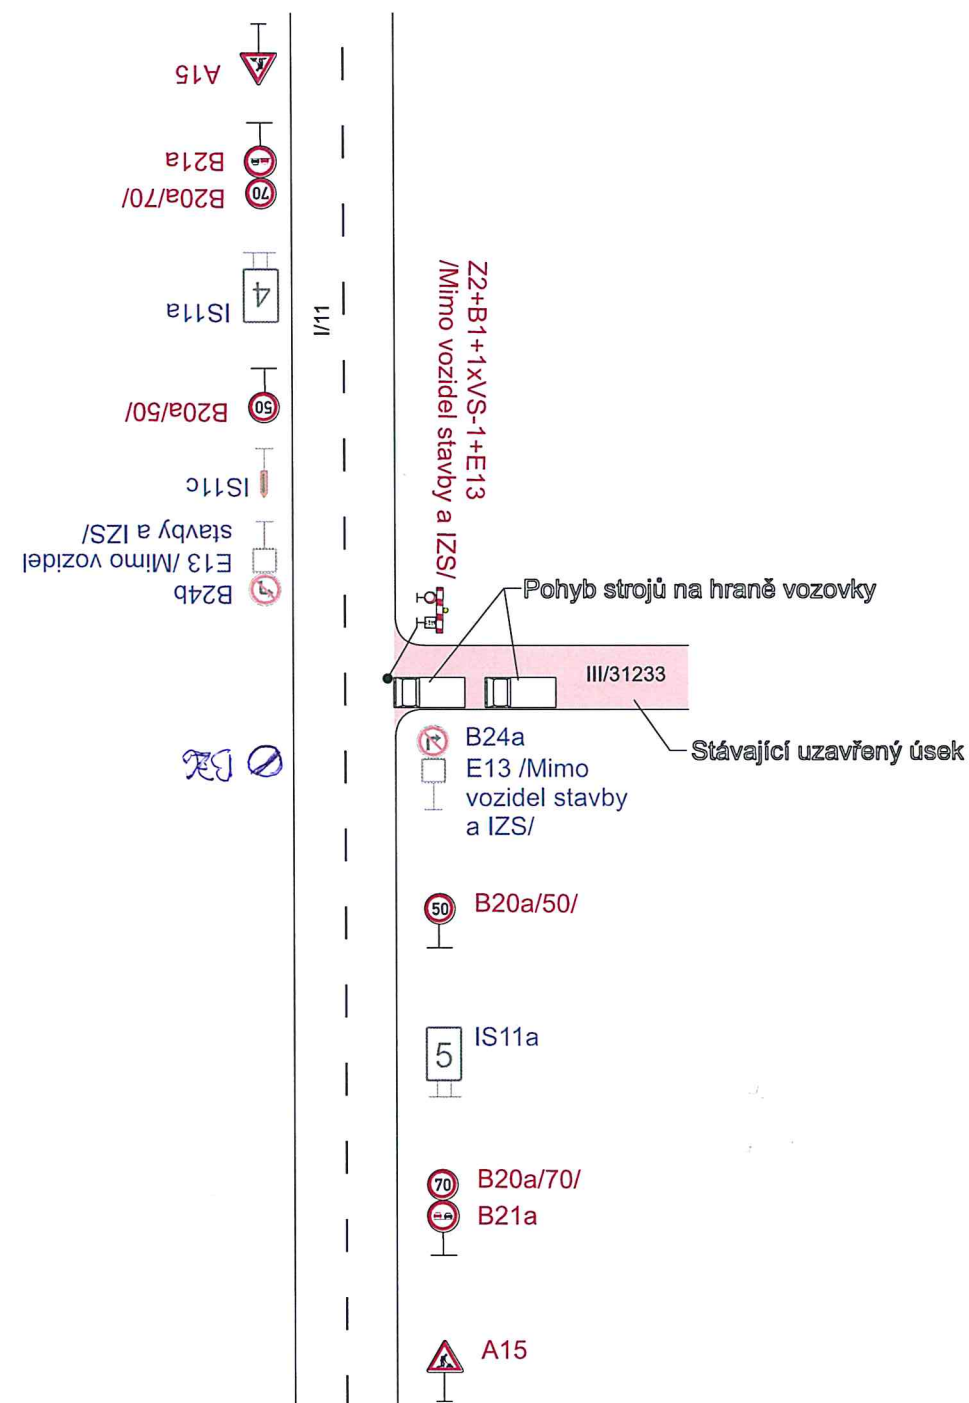 A15
B21a
B20a/70/
70
4
IS11a
I/11
B20a/50/
50
IS11c
E13 /Mimo vozidel
stavby a IZS/
B24b
Z2+B1+1xVS-1+E13
/Mimo vozidel stavby a IZS/
Pohyb strojů na hraně vozovky
III/31233
Stávající uzavřený úsek
B24a
E13 /Mimo
vozidel stavby
a IZS/
50
B20a/50/
5
IS11a
70
B20a/70/
B21a
A15